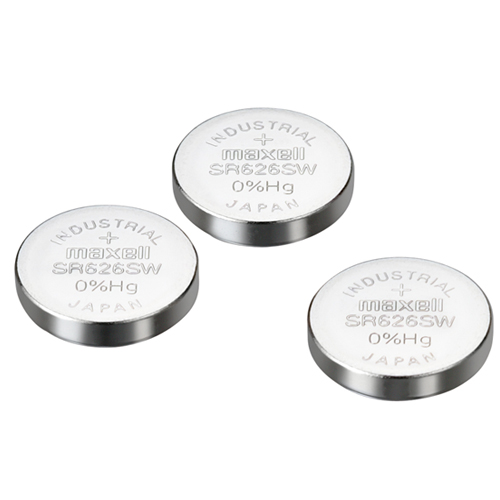 INDUSTRIAL
+
maxell
SR626SW
0%Hg
JAPAN
INDUSTRIAL
+
maxell
SR626SW
0%Hg
JAPAN
INDUSTRIAL
+
maxell
SR626SW
0%Hg
JAPAN